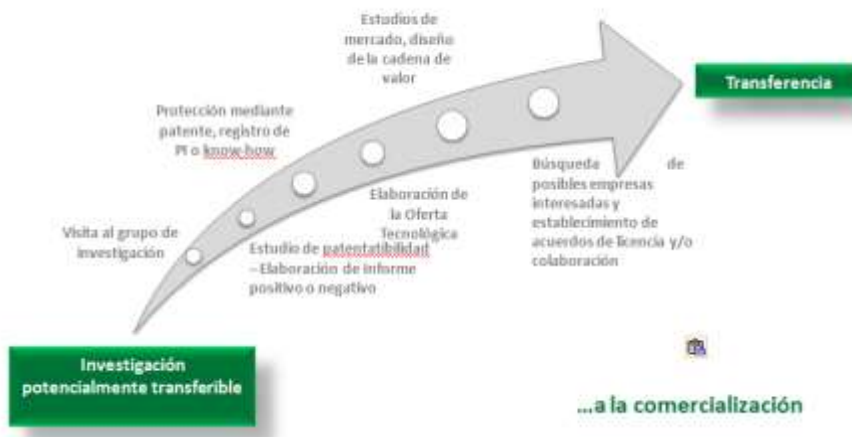 Estudios de
mercado, diseño
de la cadena de
valor
Transferencia
Protección mediante
patente, registro de
PI o know-how
Búsqueda de
posibles empresas
interesadas y
establecimiento de
acuerdos de licencia y/o
colaboración
Elaboración de
la Oferta
Tecnológica
Visita al grupo de
investigación
Estudio de patentatibilidad
– Elaboración de informe
positivo o negativo
Investigación
potencialmente transferible
...a la comercialización